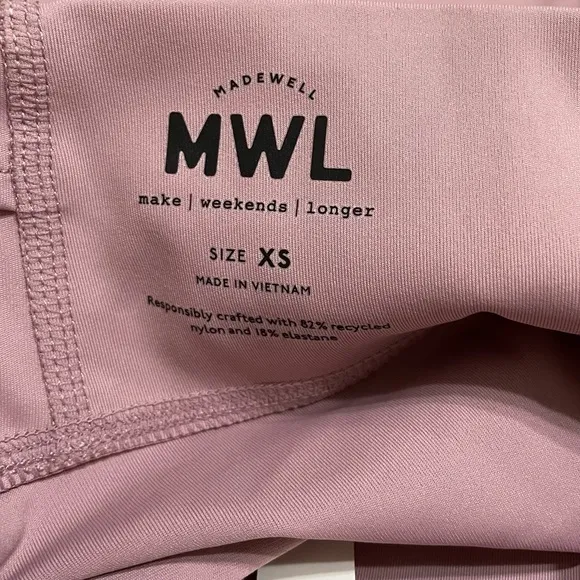 MADEWELL
MWL
make | weekends | longer
SIZE XS
MADE IN VIETNAM
Responsibly crafted with 82% recycled
nylon and 18% elastane